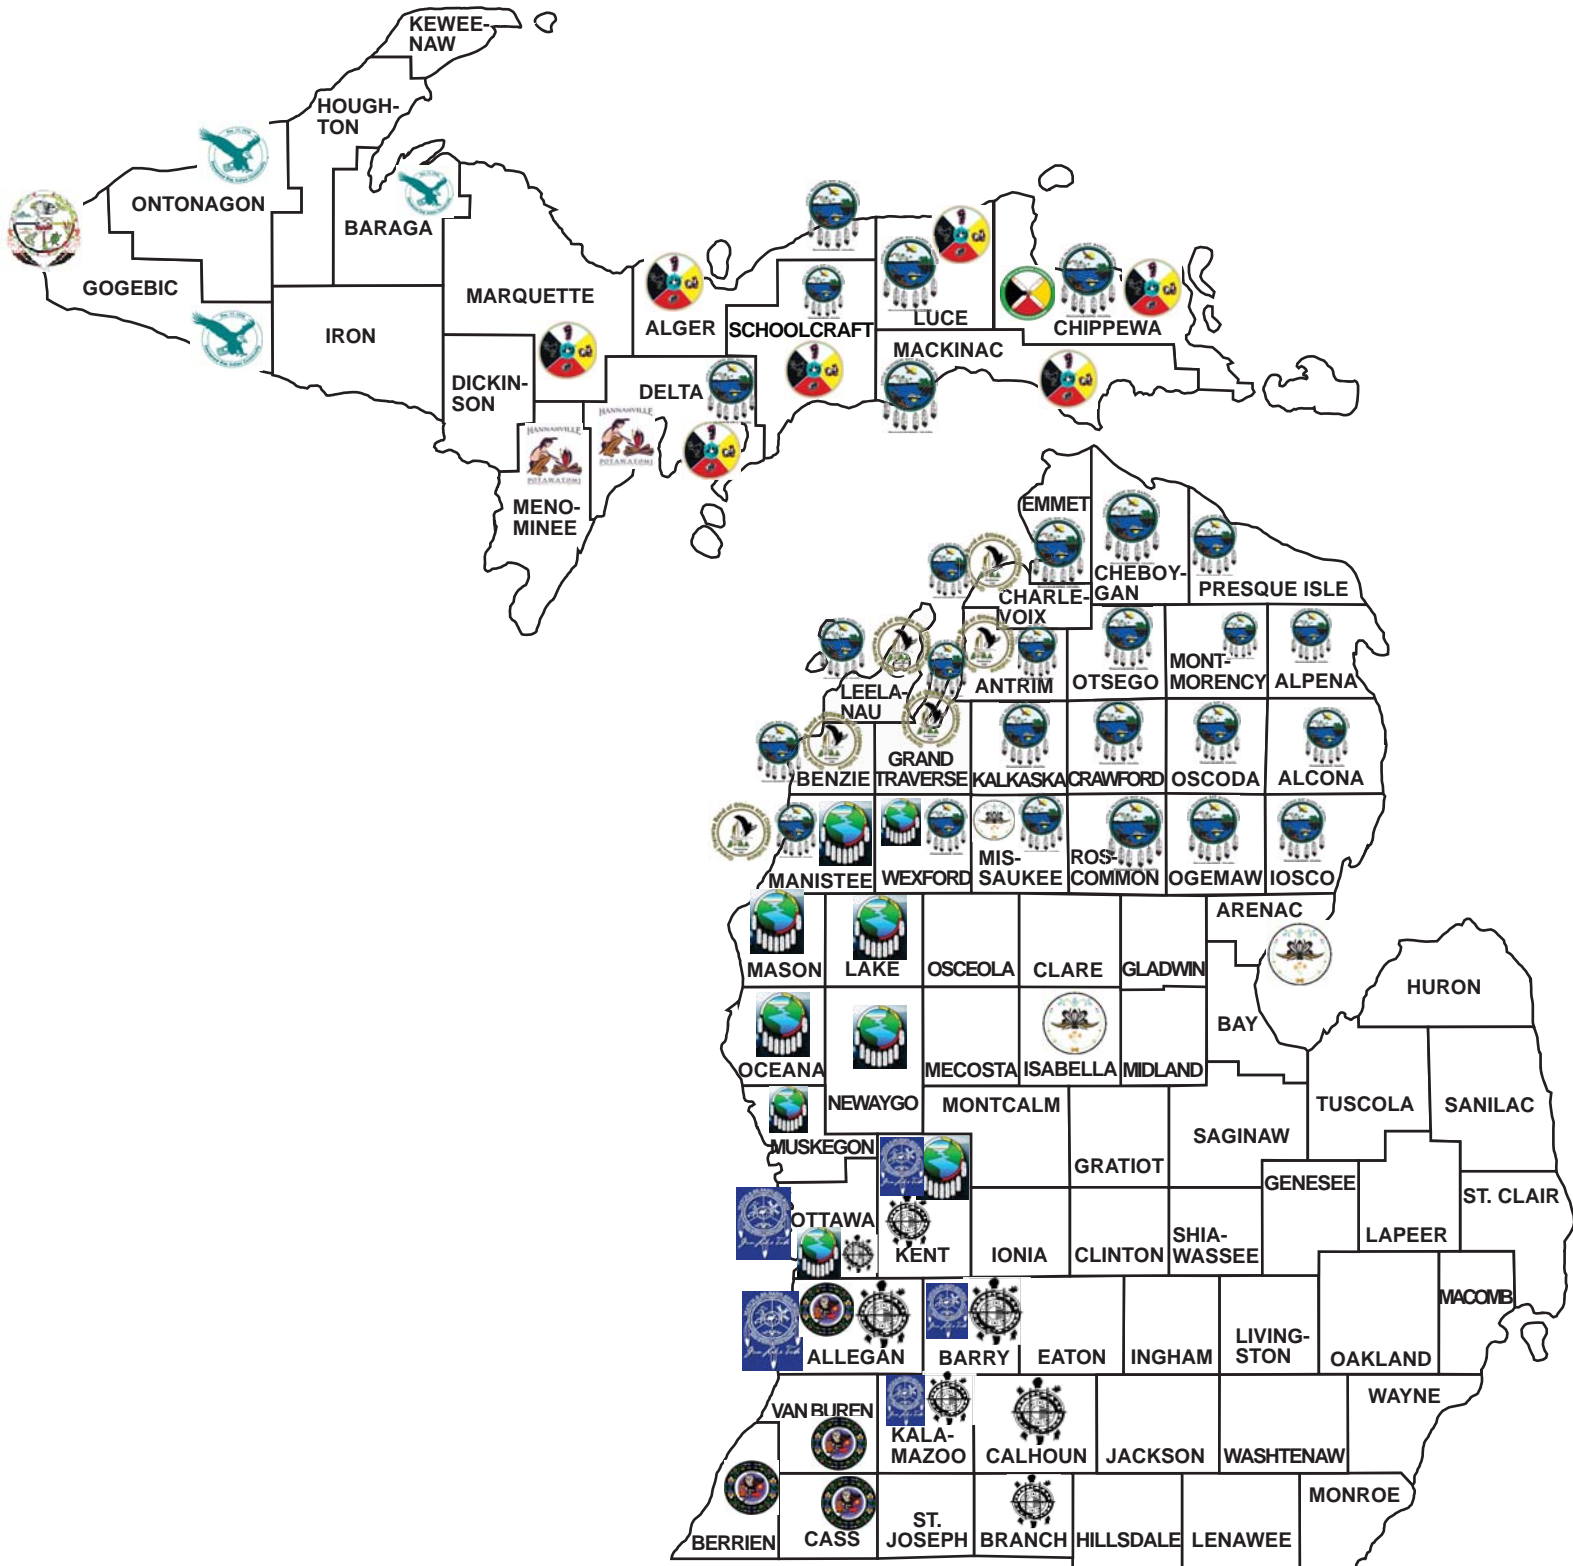 KEWEE-
NAW
HOUGH-
TON
ONTONAGON
BARAGA
GOGEBIC
MARQUETTE
IRON
ALGER
SCHOOLCRAFT
LUCE
CHIPPEWA
MACKINAC
DICKIN-
SON
DELTA
HANNAHVILLE
POTAWATOMI
HANNAHVILLE
POTAWATOMI
MENO-
MINEE
EMMET
CHEBOY-
GAN
PRESQUE ISLE
CHARLE-
VOIX
LEELA-
NAU
ANTRIM
OTSEGO
MONT-
MORENCY
ALPENA
BENZIE
GRAND
TRAVERSE
KALKASKA
CRAWFORD
OSCODA
ALCONA
MANISTEE
WEXFORD
MIS-
SAUKEE
ROS-
COMMON
OGEMAW
IOSCO
ARENAC
MASON
LAKE
OSCEOLA
CLARE
GLADWIN
HURON
BAY
OCEANA
NEWAYGO
MECOSTA
ISABELLA
MIDLAND
TUSCOLA
SANILAC
MUSKEGON
MONTCALM
GRATIOT
SAGINAW
GENESEE
LAPEER
ST. CLAIR
OTTAWA
KENT
IONIA
CLINTON
SHIA-
WASSEE
MACOMB
ALLEGAN
BARRY
EATON
INGHAM
LIVING-
STON
OAKLAND
VAN BUREN
KALA-
MAZOO
CALHOUN
JACKSON
WASHTENAW
WAYNE
BERRIEN
CASS
ST.
JOSEPH
BRANCH
HILLSDALE
LENAWEE
MONROE